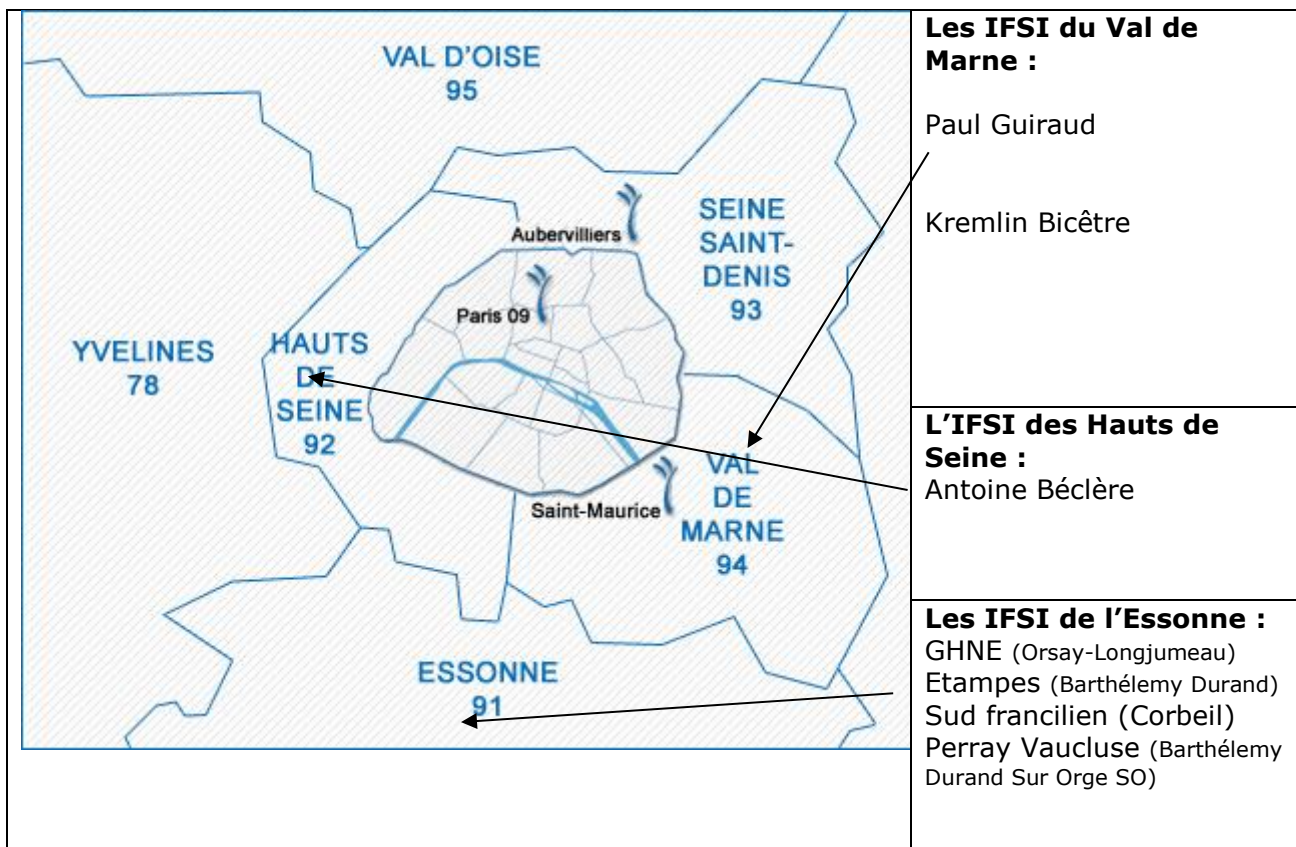 VAL D'OISE
95
Aubervilliers
SEINE
SAINT-
DENIS
93
Paris 09
YVELINES
78
HAUTS
DE
SEINE
92
Saint-Maurice
VAL
DE
MARNE
94
ESSONNE
91
Les IFSI du Val de
Marne :
Paul Guiraud
Kremlin Bicêtre
L'IFSI des Hauts de
Seine :
Antoine Béclère
Les IFSI de l'Essonne :
GHNE (Orsay-Longjumeau)
Etampes (Barthélemy Durand)
Sud francilien (Corbeil)
Perray Vaucluse (Barthélemy
Durand Sur Orge SO)